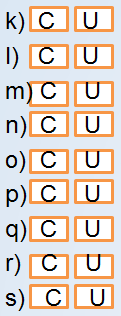 k) C U
l) C U
m) C U
n) C U
o) C U
p) C U
q) C U
r) C U
s) C U